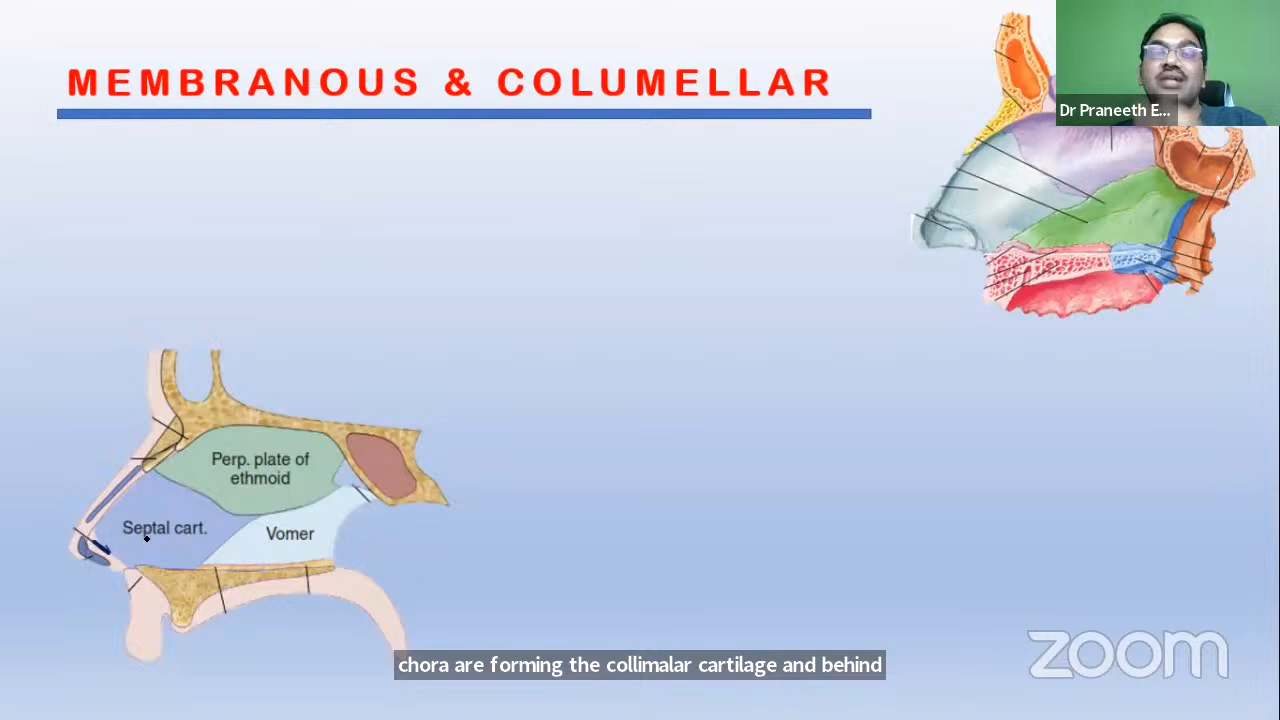 MEMBRANOUS & COLUMELLAR
Dr Praneeth E...
Perp. plate of
ethmoid
Septal cart.
Vomer
chora are forming the collimalar cartilage and behind
zoom